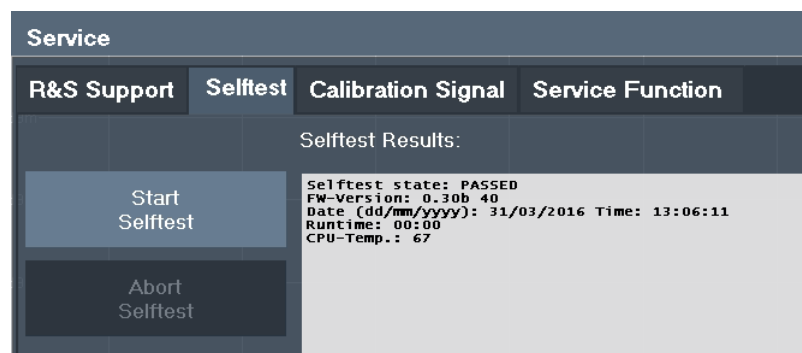 Service
R&S Support Selftest Calibration Signal Service Function
Selftest Results:
Start
Selftest
Selftest state: PASSED
FW-Version: 0.30b 40
Date (dd/mm/yyyy): 31/03/2016 Time: 13:06:11
Runtime: 00:00
CPU-Temp.: 67
Abort
Selftest